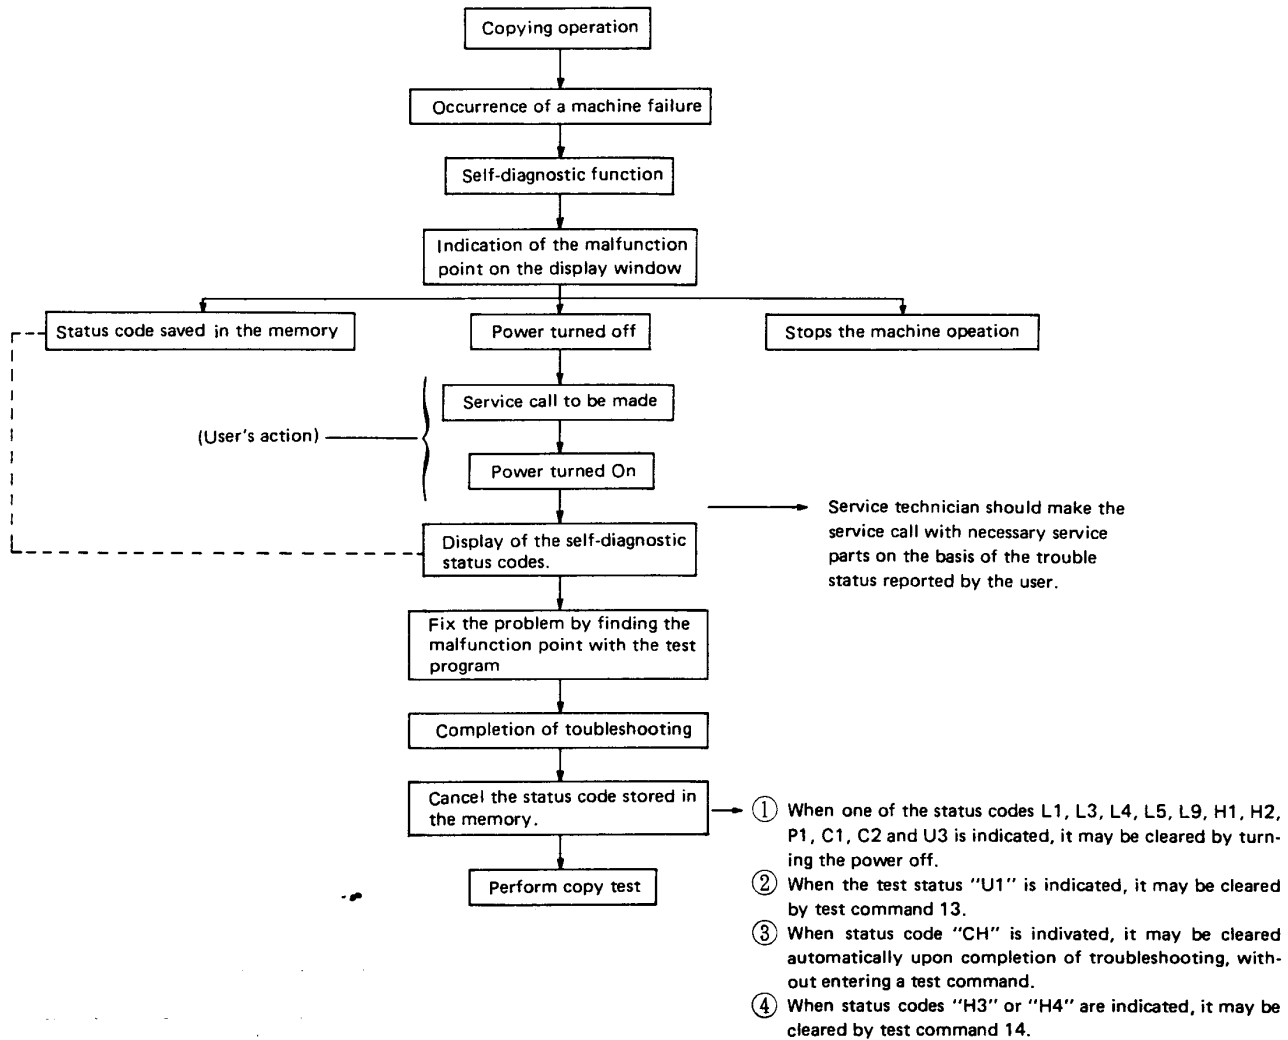 Copying operation
Occurrence of a machine failure
Self-diagnostic function
Indication of the malfunction
point on the display window
Status code saved in the memory
Power turned off
Stops the machine opeation
Service call to be made
(User's action)
Power turned On
Service technician should make the
service call with necessary service
parts on the basis of the trouble
status reported by the user.
Display of the self-diagnostic
status codes.
Fix the problem by finding the
malfunction point with the test
program
Completion of toubleshooting
Cancel the status code stored in
the memory.
① When one of the status codes L1, L3, L4, L5, L9, H1, H2,
P1, C1, C2 and U3 is indicated, it may be cleared by turn-
ing the power off.
② When the test status "U1" is indicated, it may be cleared
by test command 13.
③ When status code "CH" is indivated, it may be cleared
automatically upon completion of troubleshooting, with-
out entering a test command.
④ When status codes "H3" or "H4" are indicated, it may be
cleared by test command 14.
Perform copy test